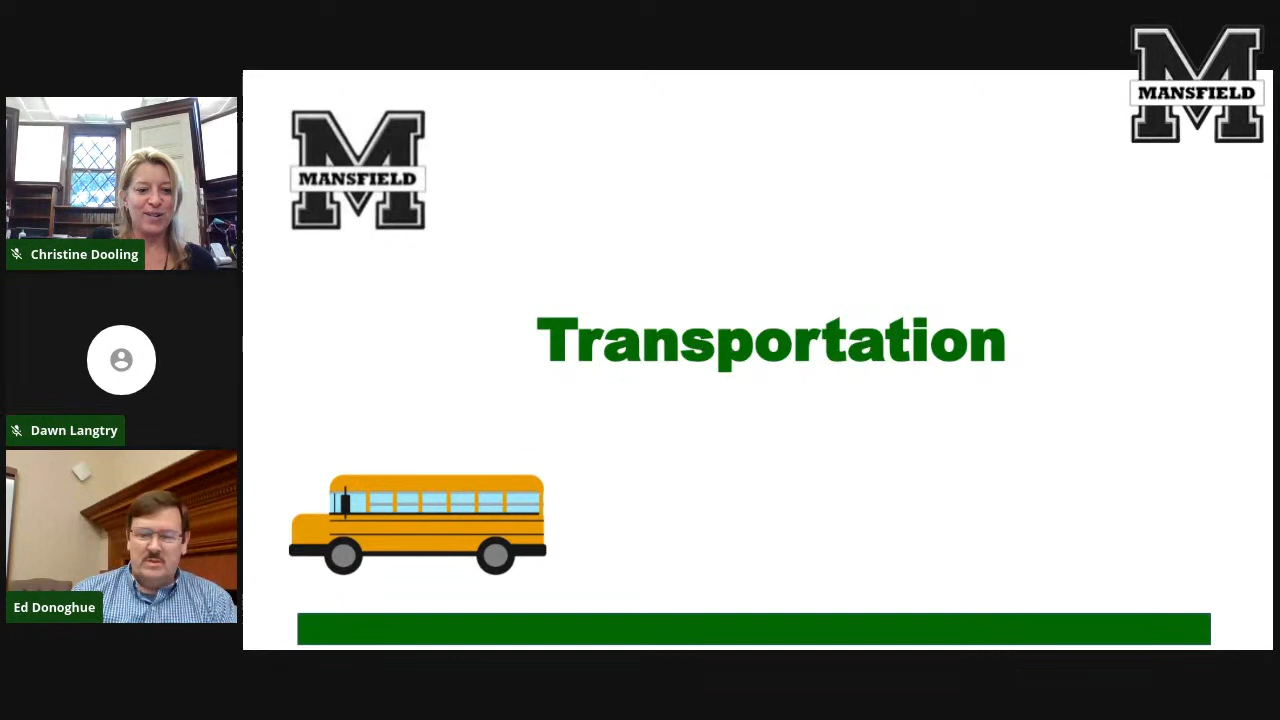 MANSFIELD
MANSFIELD
Christine Dooling
Transportation
Dawn Langtry
Ed Donoghue